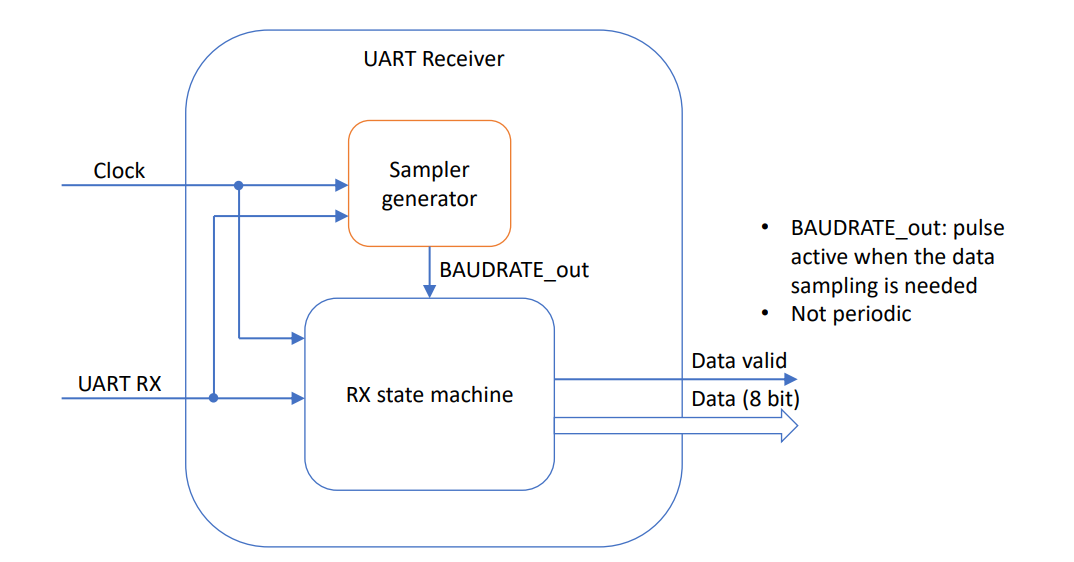 UART Receiver
Clock
Sampler
generator
BAUDRATE_out
UART RX
RX state machine
Data valid
Data (8 bit)
• BAUDRATE_out: pulse
active when the data
sampling is needed
• Not periodic